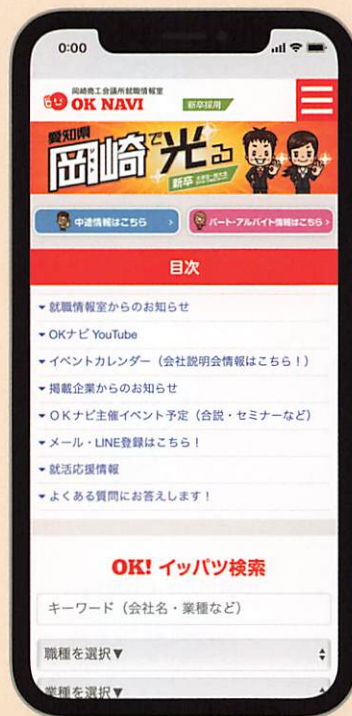 0:00
岡崎商工会議所就職情報室
OK NAVI
新卒採用
愛知県
岡崎で光る
新卒
中途情報はこちら
パート・アルバイト情報はこちら
目次
就職情報室からのお知らせ
OKナビ YouTube
イベントカレンダー（会社説明会情報はこちら！）
掲載企業からのお知らせ
ＯＫナビ主催イベント予定（合説・セミナーなど）
メール・LINE登録はこちら！
就活応援情報
よくある質問にお答えします！
OK! イッパツ検索
キーワード（会社名・業種など）
職種を選択▼
業種を選択▼